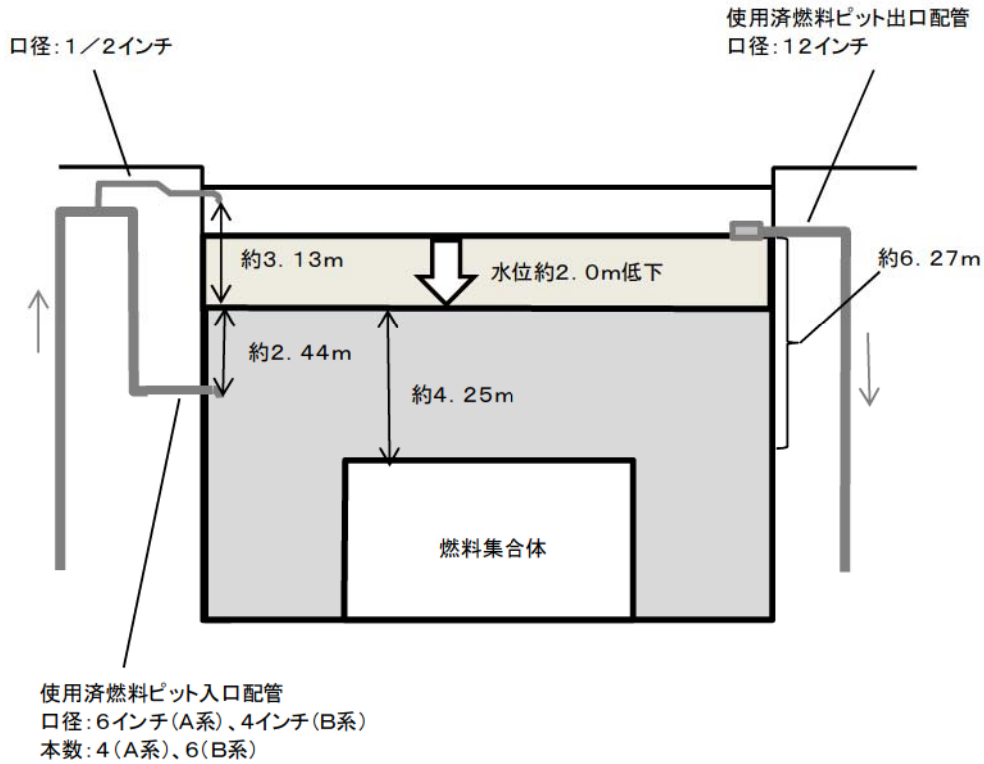 使用済燃料ピット出口配管
口径:12インチ
口径:1/2インチ
約3.13m
水位約2.0m低下
約6.27m
約2.44m
約4.25m
燃料集合体
使用済燃料ピット入口配管
口径:6インチ(A系)、4インチ(B系)
本数:4(A系)、6(B系)